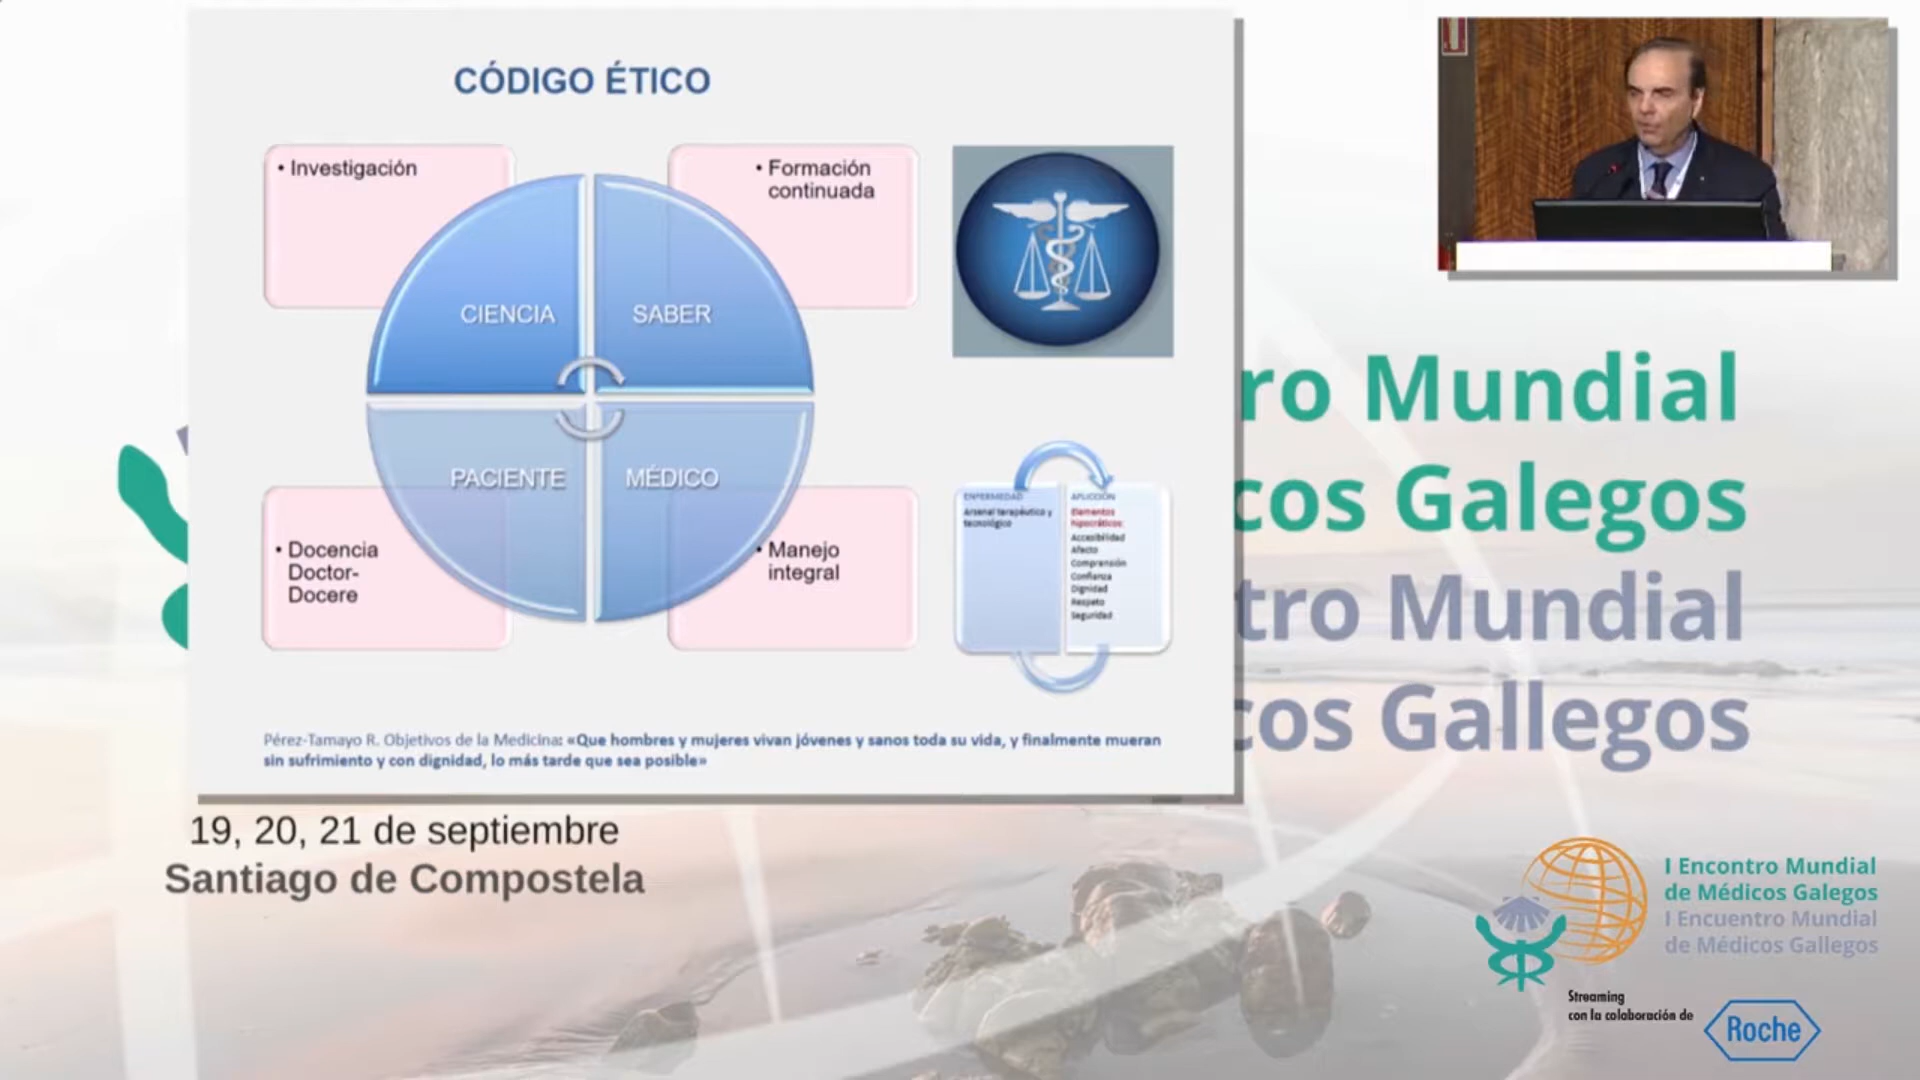 CÓDIGO ÉTICO
• Investigación
• Formación
continuada
CIENCIA
SABER
PACIENTE
MÉDICO
• Docencia
Doctor-
Docere
• Manejo
integral
ENFERMEDAD
Arsenal terapéutico y
tecnológico
APLICCIÓN
Elementos
hipocráticos:
Accesibilidad
Afecto
Comprensión
Confianza
Dignidad
Respeto
Seguridad
Pérez-Tamayo R. Objetivos de la Medicina: «Que hombres y mujeres vivan jóvenes y sanos toda su vida, y finalmente mueran
sin sufrimiento y con dignidad, lo más tarde que sea posible»
ro Mundial
cos Galegos
tro Mundial
cos Gallegos
19, 20, 21 de septiembre
Santiago de Compostela
I Encontro Mundial
de Médicos Galegos
I Encuentro Mundial
de Médicos Gallegos
Streaming
con la colaboración de
Roche